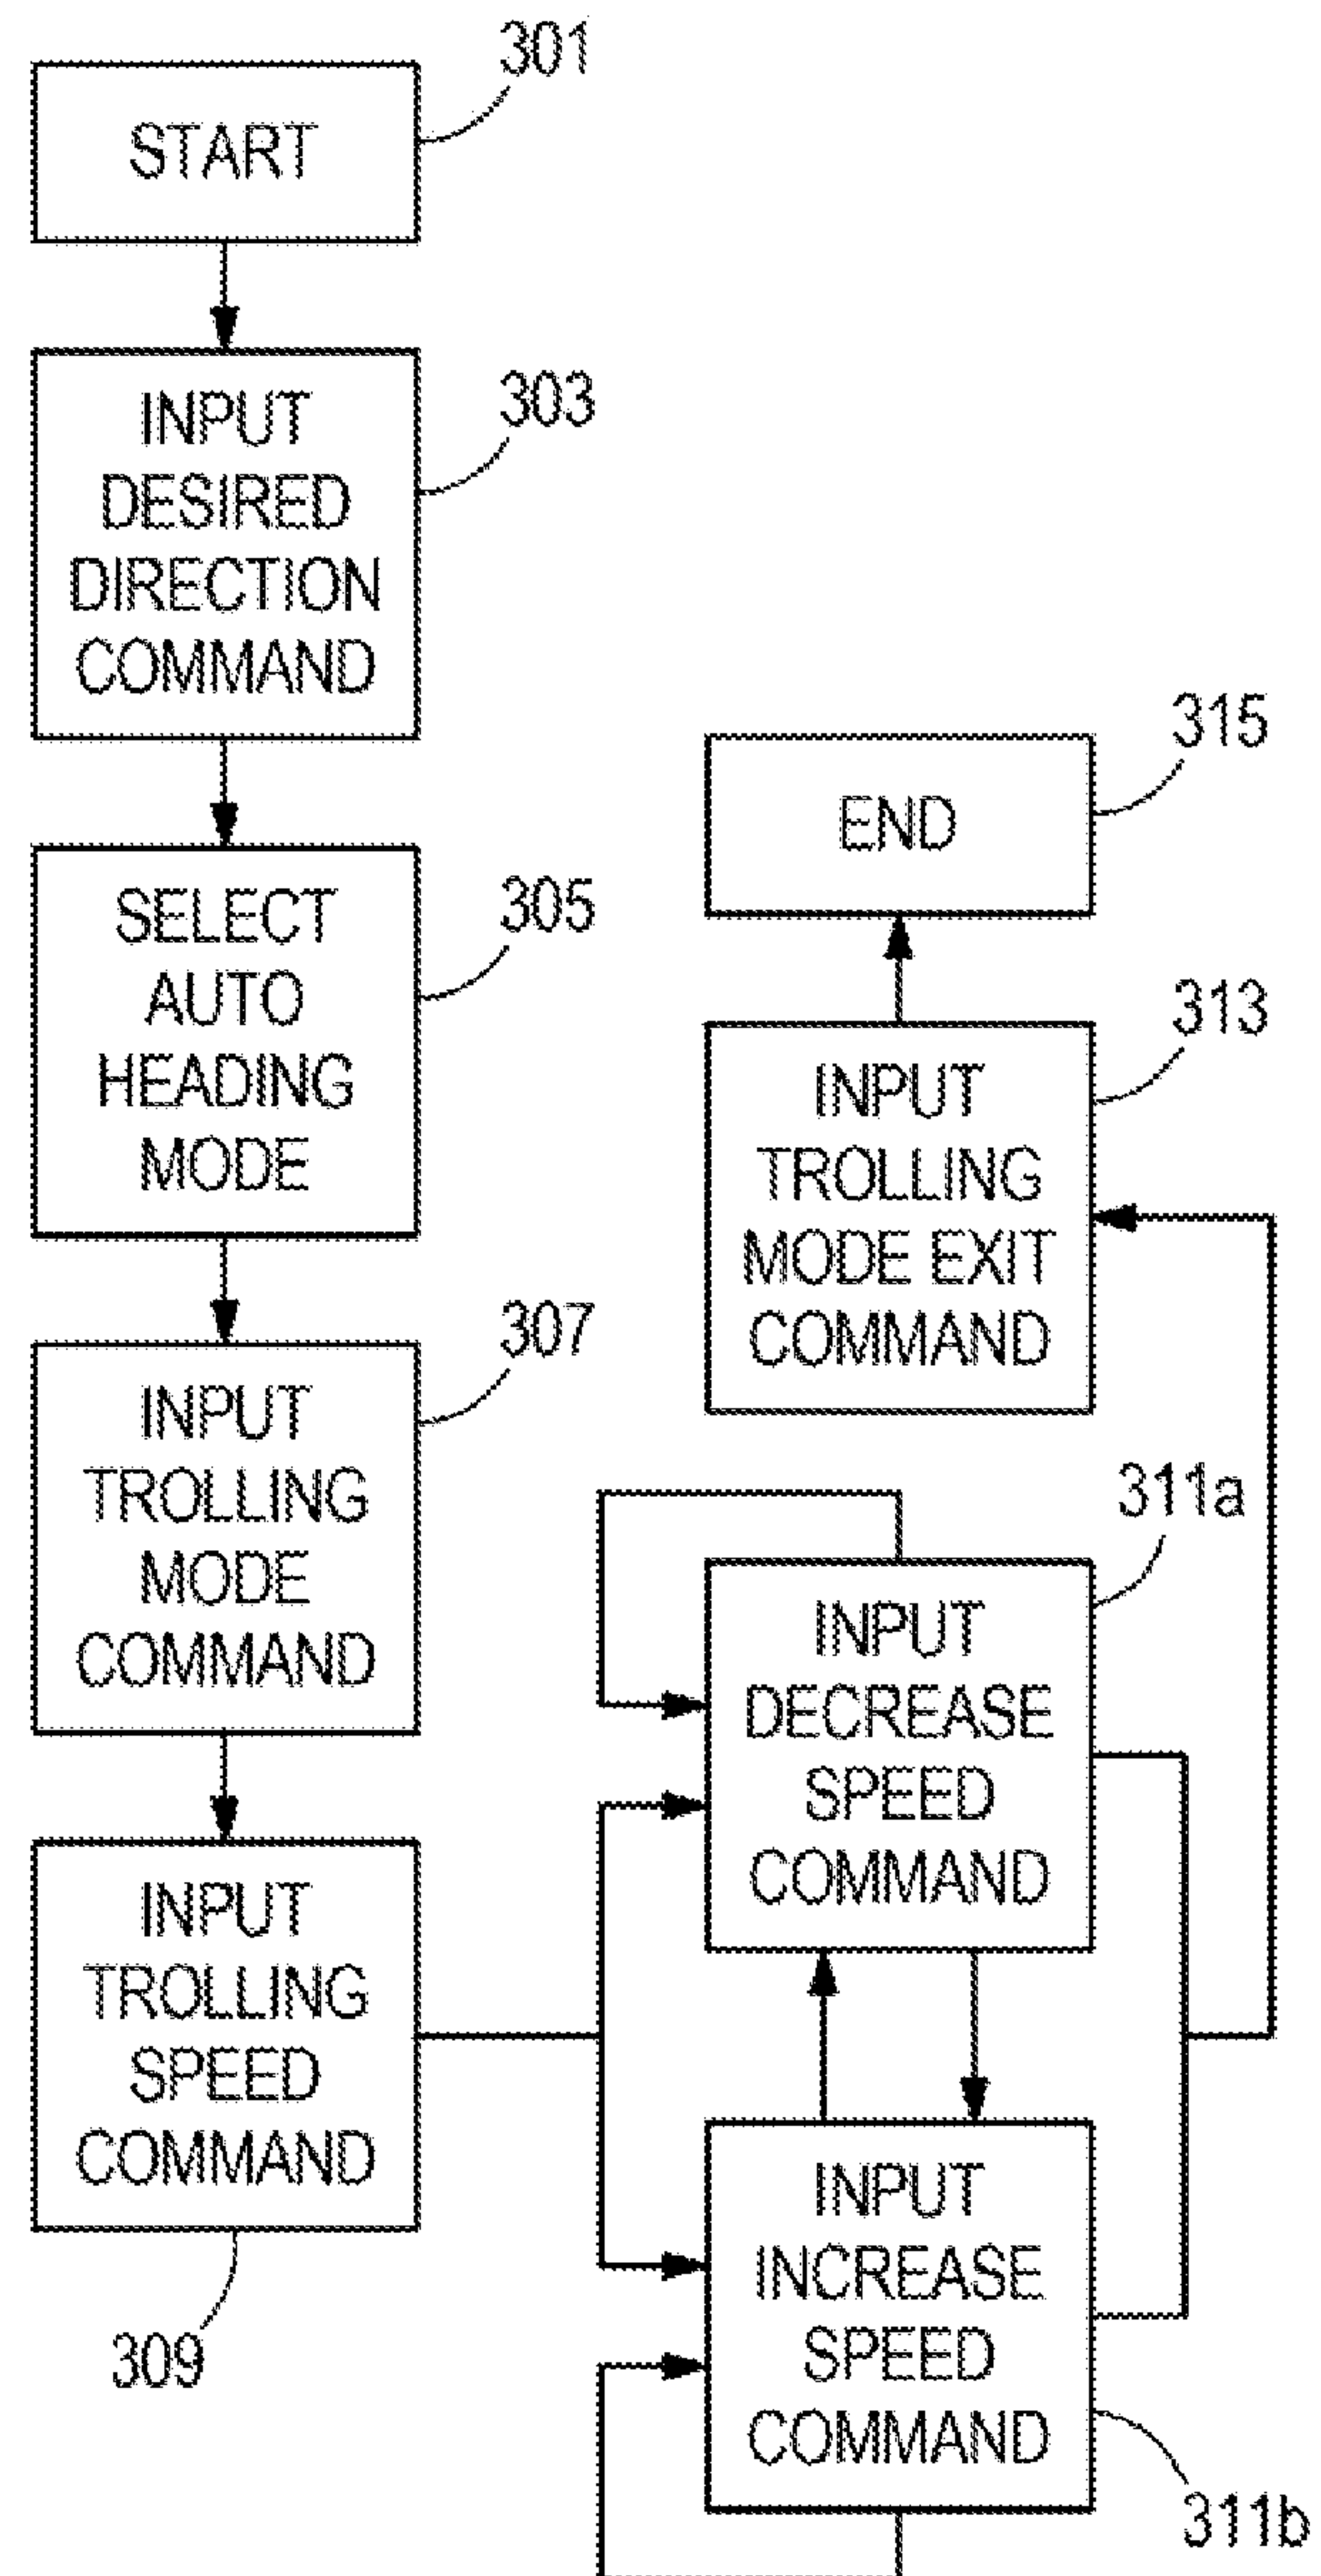 301
START
303
INPUT
DESIRED
DIRECTION
COMMAND
305
SELECT
AUTO
HEADING
MODE
307
INPUT
TROLLING
MODE
COMMAND
INPUT
TROLLING
SPEED
COMMAND
309
315
END
313
INPUT
TROLLING
MODE EXIT
COMMAND
311a
INPUT
DECREASE
SPEED
COMMAND
INPUT
INCREASE
SPEED
COMMAND
311b